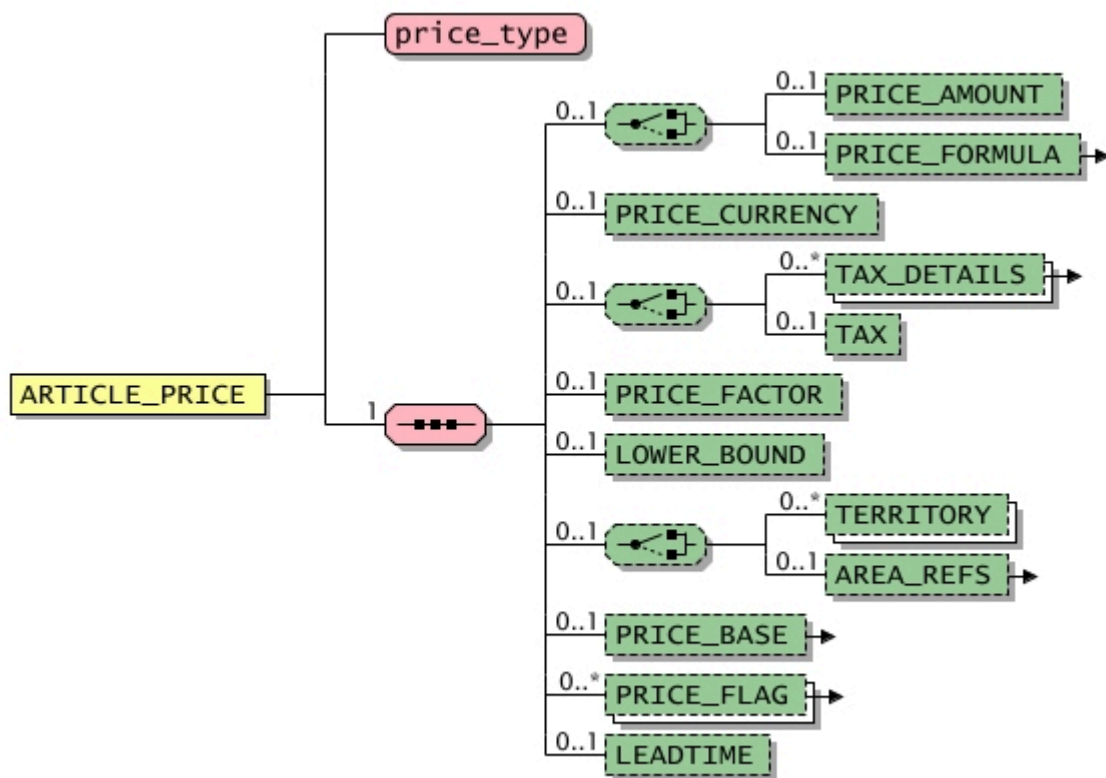 price_type
0..1
0..1 PRICE_AMOUNT
0..1 PRICE_FORMULA
0..1 PRICE_CURRENCY
0..1
0..* TAX_DETAILS
0..1 TAX
ARTICLE_PRICE
1
0..1 PRICE_FACTOR
0..1 LOWER_BOUND
0..1
0..* TERRITORY
0..1 AREA_REFS
0..1 PRICE_BASE
0..* PRICE_FLAG
0..1 LEADTIME